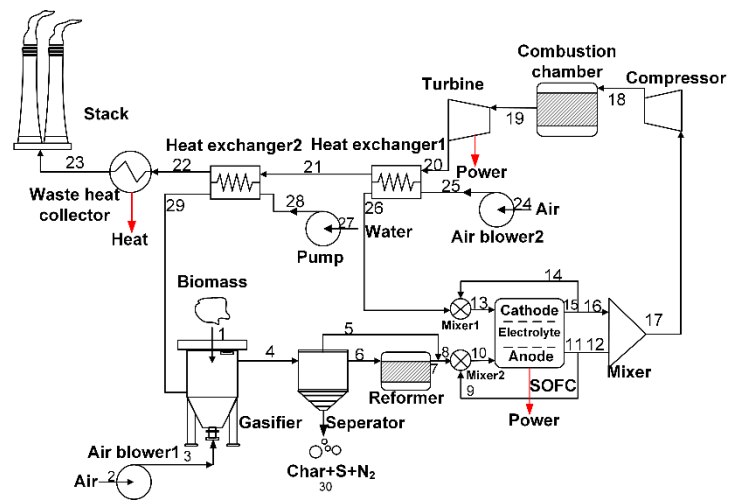 Combustion
chamber
Turbine
Compressor
18
19
Stack
Heat exchanger2
Heat exchanger1
20
Power
23
22
21
25
24
Air
Waste heat
collector
29
28
27
26
Water
Air blower2
Heat
Pump
Biomass
14
1
13
Cathode
15
16
Mixer1
17
5
Electrolyte
4
6
8
10
Anode
11
12
7
Mixer2
Mixer
Reformer
9
SOFC
Gasifier
Seperator
Power
Air blower1
3
Char+S+N₂
30
Air
2